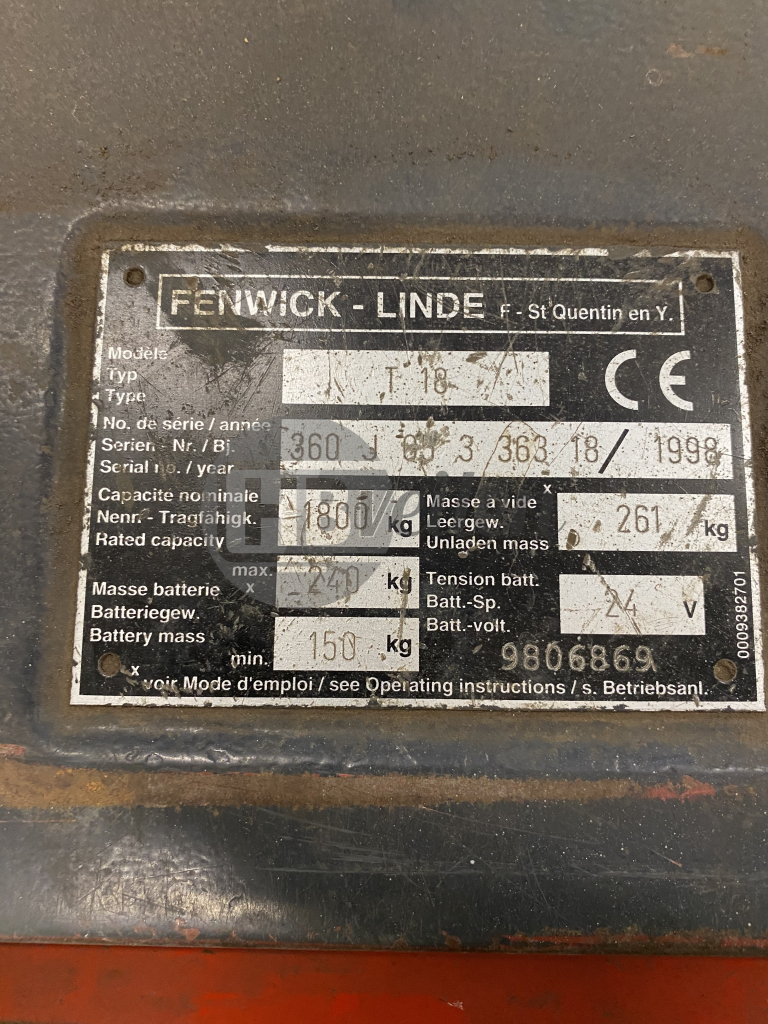 FENWICK - LINDE F - St Quentin en Y.
Modèle
Typ
Type
T 18
CE
No. de série / année
Serien - Nr. / Bj.
Serial no. / year
360 J 3 363 18 / 1998
Capacité nominale
Nenn. - Tragfähigk.
Rated capacity
1800 kg
x
Masse à vide
Leergew.
Unladen mass
261 kg
Masse batterie
Batteriegew.
Battery mass
max.
x
240 kg
min.
150 kg
Tension batt.
Batt.-Sp.
Batt.-volt.
24 V
9806869
0009382701
x
voir Mode d'emploi / see Operating instructions / s. Betriebsanl.